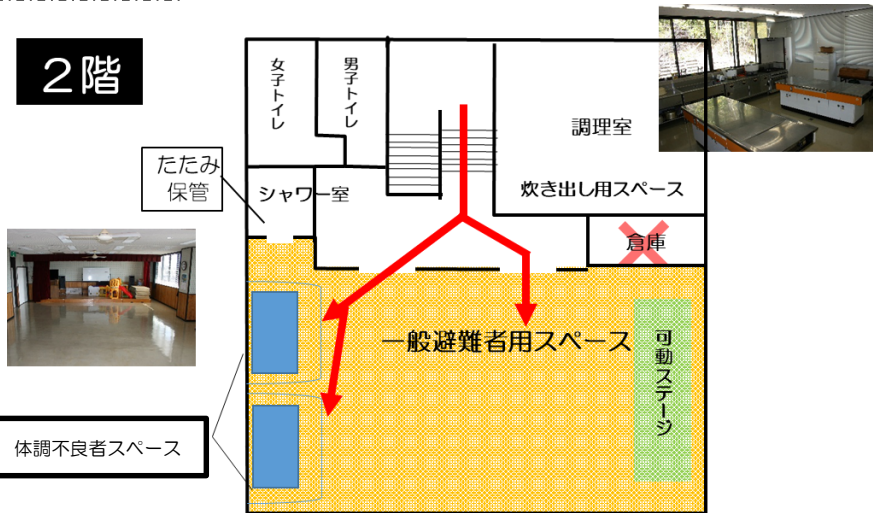 2階
女子トイレ
男子トイレ
調理室
炊き出し用スペース
たたみ
保管
シャワー室
倉庫
一般避難者用スペース
可動ステージ
体調不良者スペース